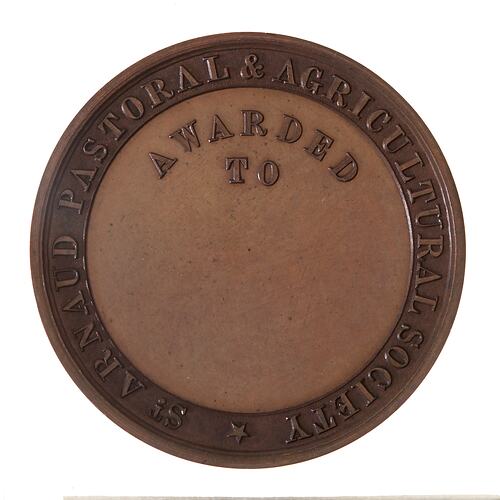 ST ARNAUD PASTORAL & AGRICULTURAL SOCIETY
AWARDED
TO